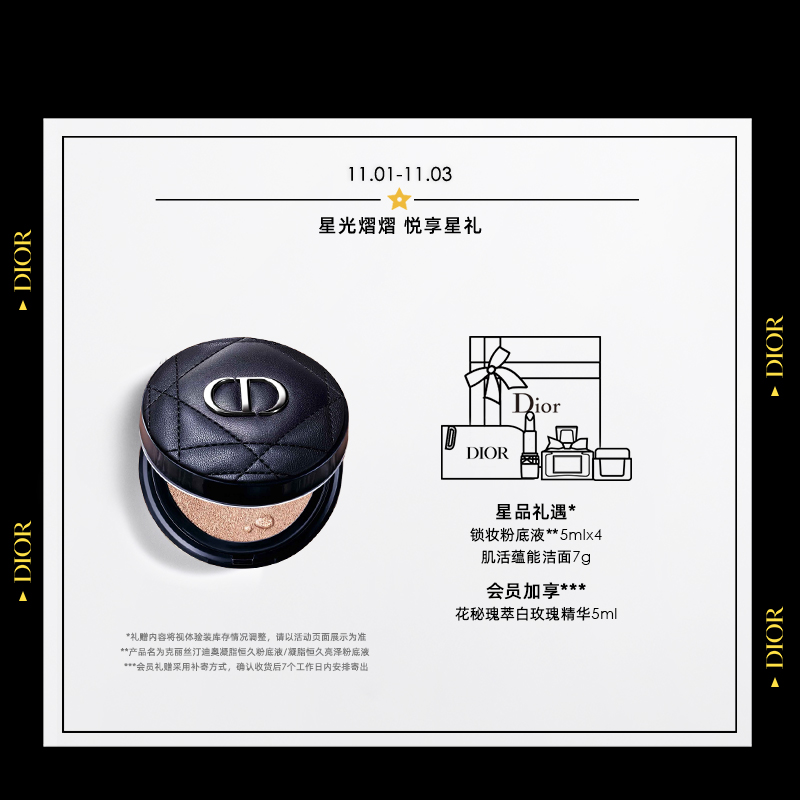 11.01-11.03
星光熠熠 悦享星礼
DIOR
DIOR
DIOR
DIOR
Dior
DIOR
星品礼遇*
锁妆粉底液**5mlx4
肌活蕴能洁面7g
会员加享***
花秘瑰萃白玫瑰精华5ml
*礼赠内容将视体验装库存情况调整，请以活动页面展示为准
**产品名为克丽丝汀迪奥凝脂恒久粉底液/凝脂恒久亮泽粉底液
***会员礼赠采用补寄方式，确认收货后7个工作日内安排寄出